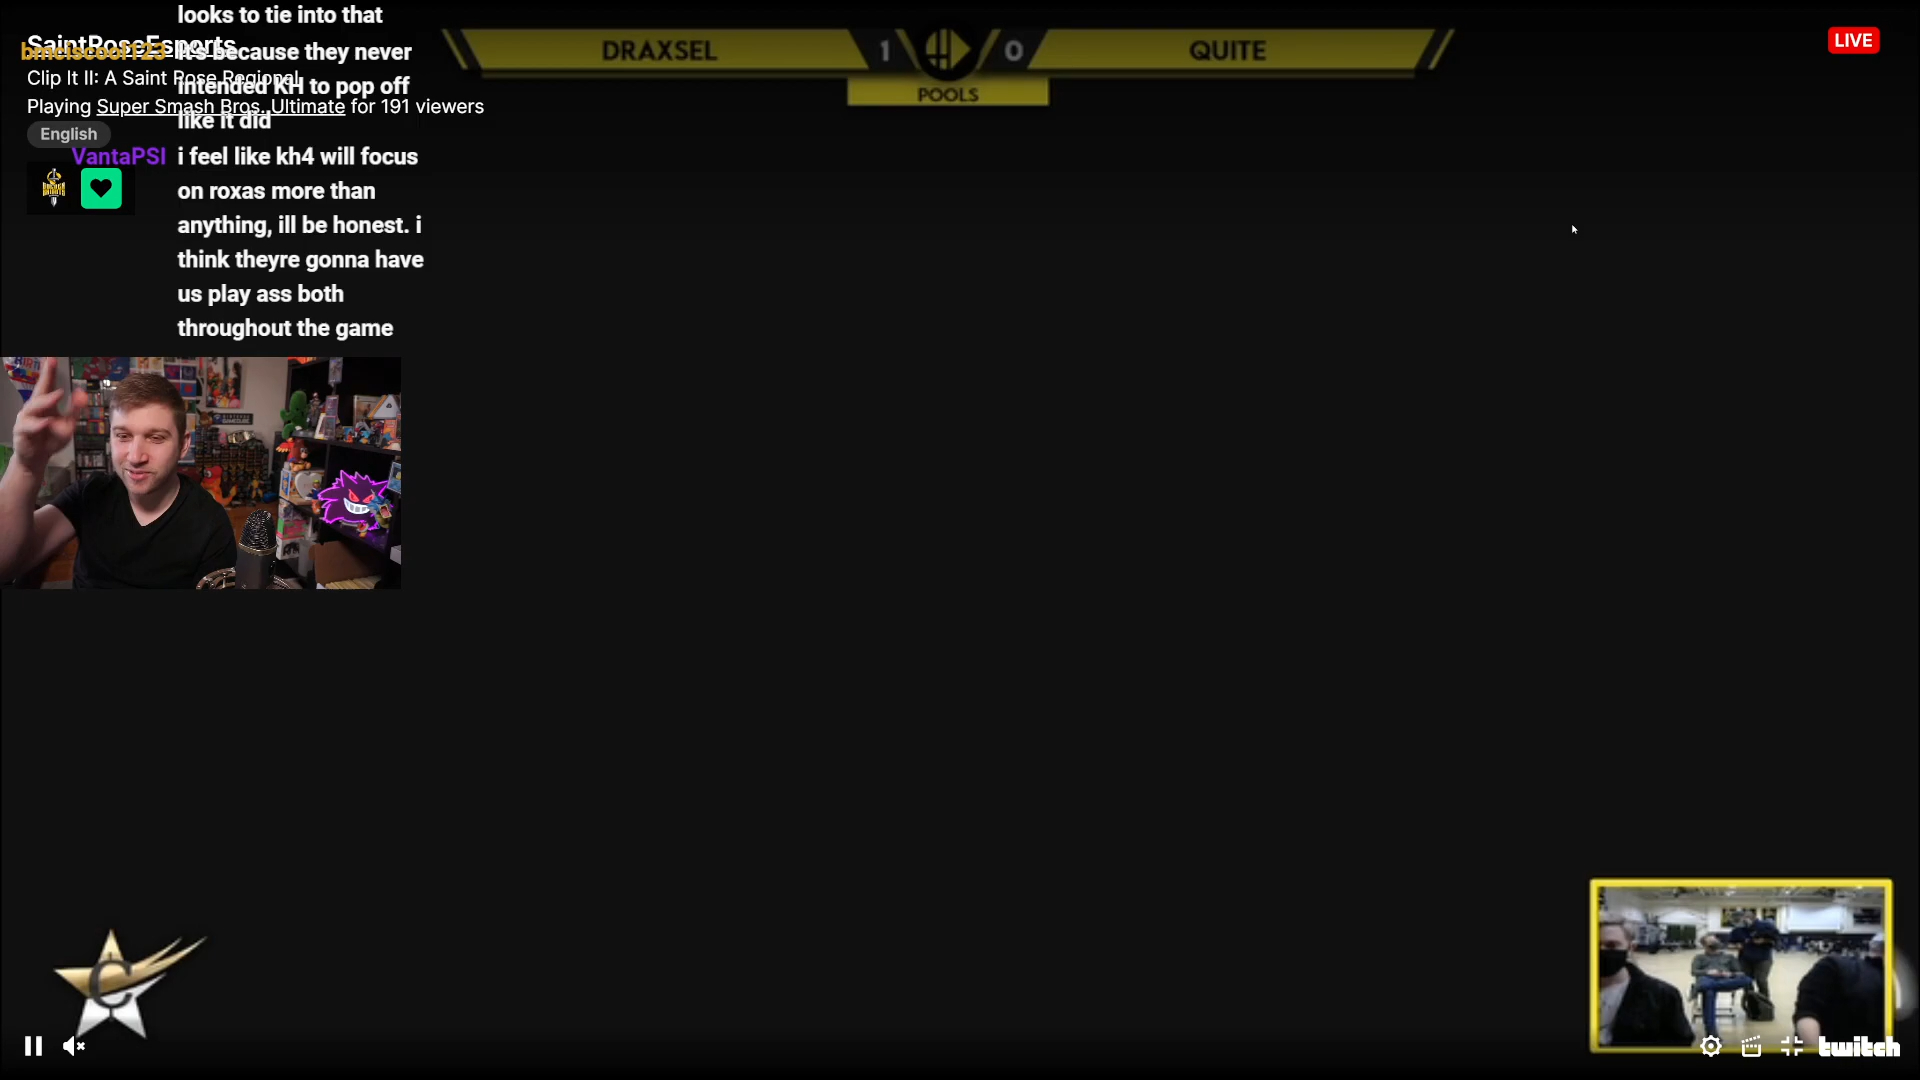 looks to tie into that
SaintRoseEsports
bmciscool123 it's because they never
Clip It II: A Saint Rose Regional
intended KH to pop off
Playing Super Smash Bros. Ultimate for 191 viewers
like it did
English
VantaPSI i feel like kh4 will focus
on roxas more than
anything, ill be honest. i
think theyre gonna have
us play ass both
throughout the game
DRAXSEL 1 0 QUITE
POOLS
LIVE
C
twitch